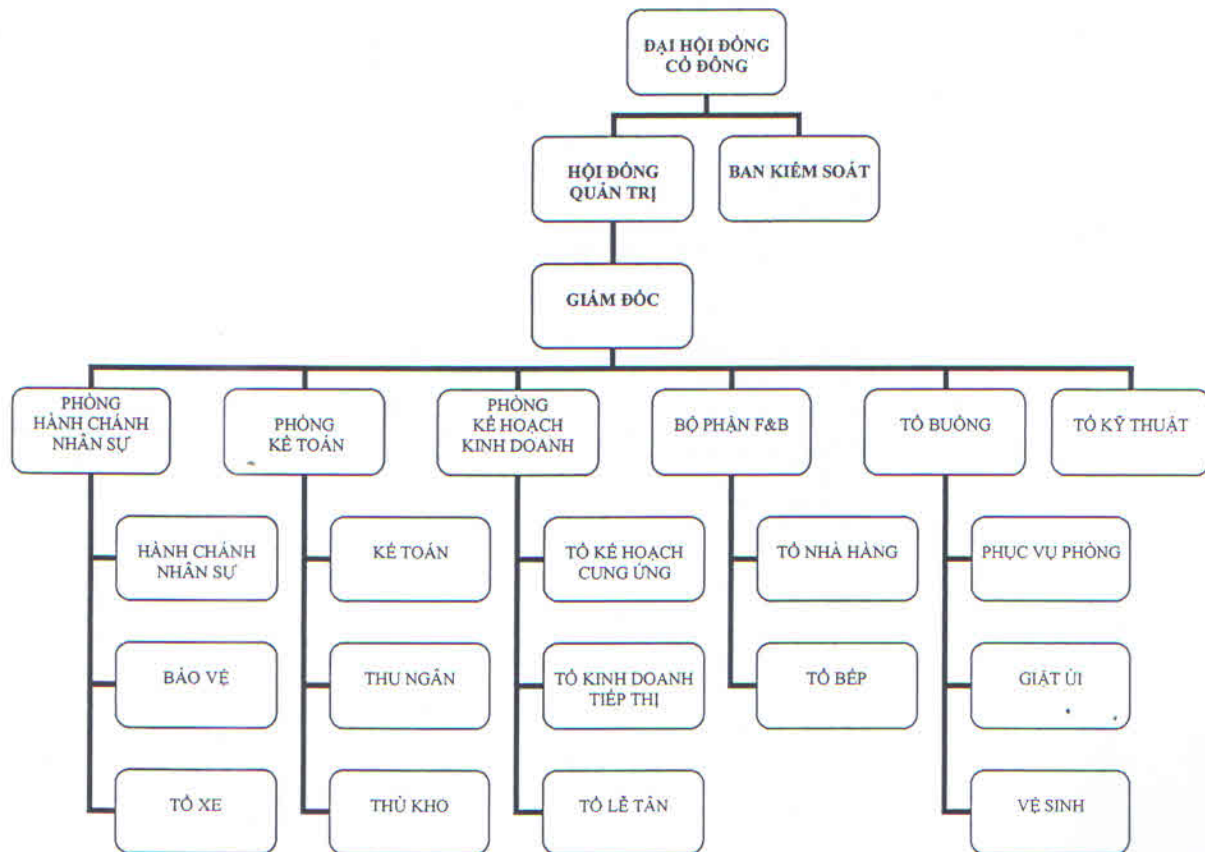 ĐẠI HỘI ĐỒNG
CỔ ĐÔNG
HỘI ĐỒNG
QUẢN TRỊ
BAN KIỂM SOÁT
GIÁM ĐỐC
PHÒNG
HÀNH CHÁNH
NHÂN SỰ
PHÒNG
KẾ TOÁN
PHÒNG
KẾ HOẠCH
KINH DOANH
BỘ PHẬN F&B
TỔ BUỒNG
TỔ KỸ THUẬT
HÀNH CHÁNH
NHÂN SỰ
KẾ TOÁN
TỔ KẾ HOẠCH
CUNG ỨNG
TỔ NHÀ HÀNG
PHỤC VỤ PHÒNG
BẢO VỆ
THU NGÂN
TỔ KINH DOANH
TIẾP THỊ
TỔ BẾP
GIẶT ỦI
TỔ XE
THỦ KHO
TỔ LỄ TÂN
VỆ SINH